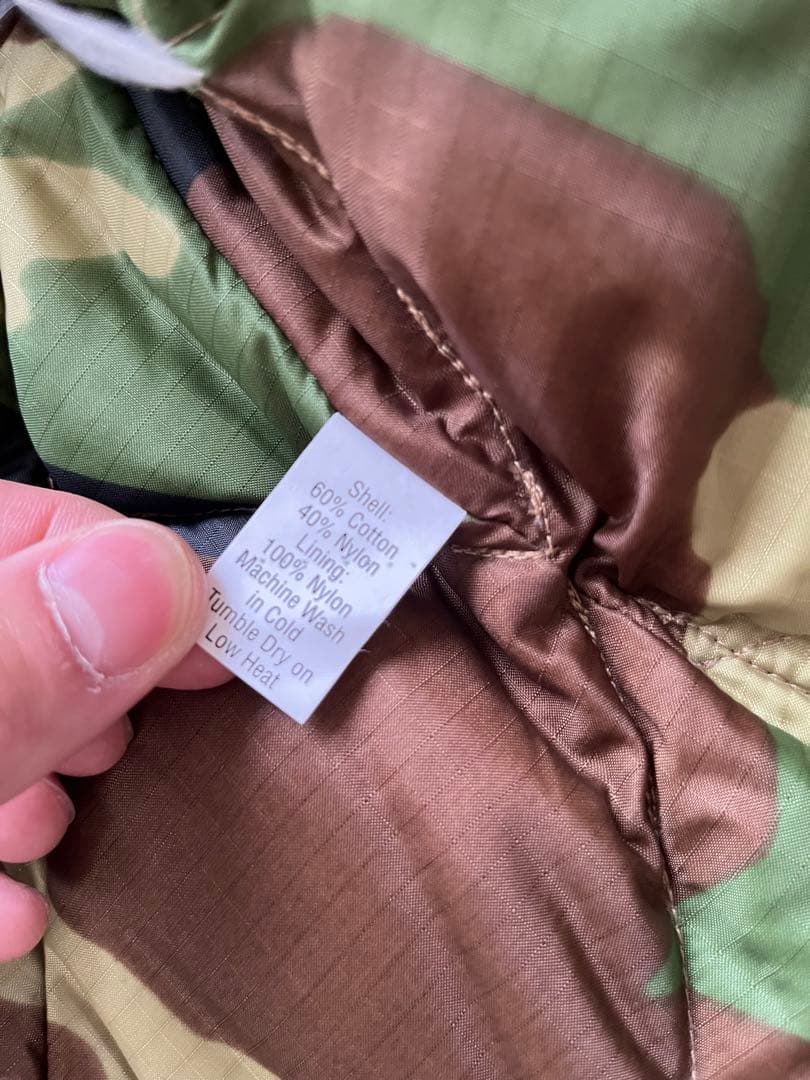 Shell:
60% Cotton
40% Nylon
Lining:
100% Nylon
Machine Wash
in Cold
Tumble Dry on
Low Heat